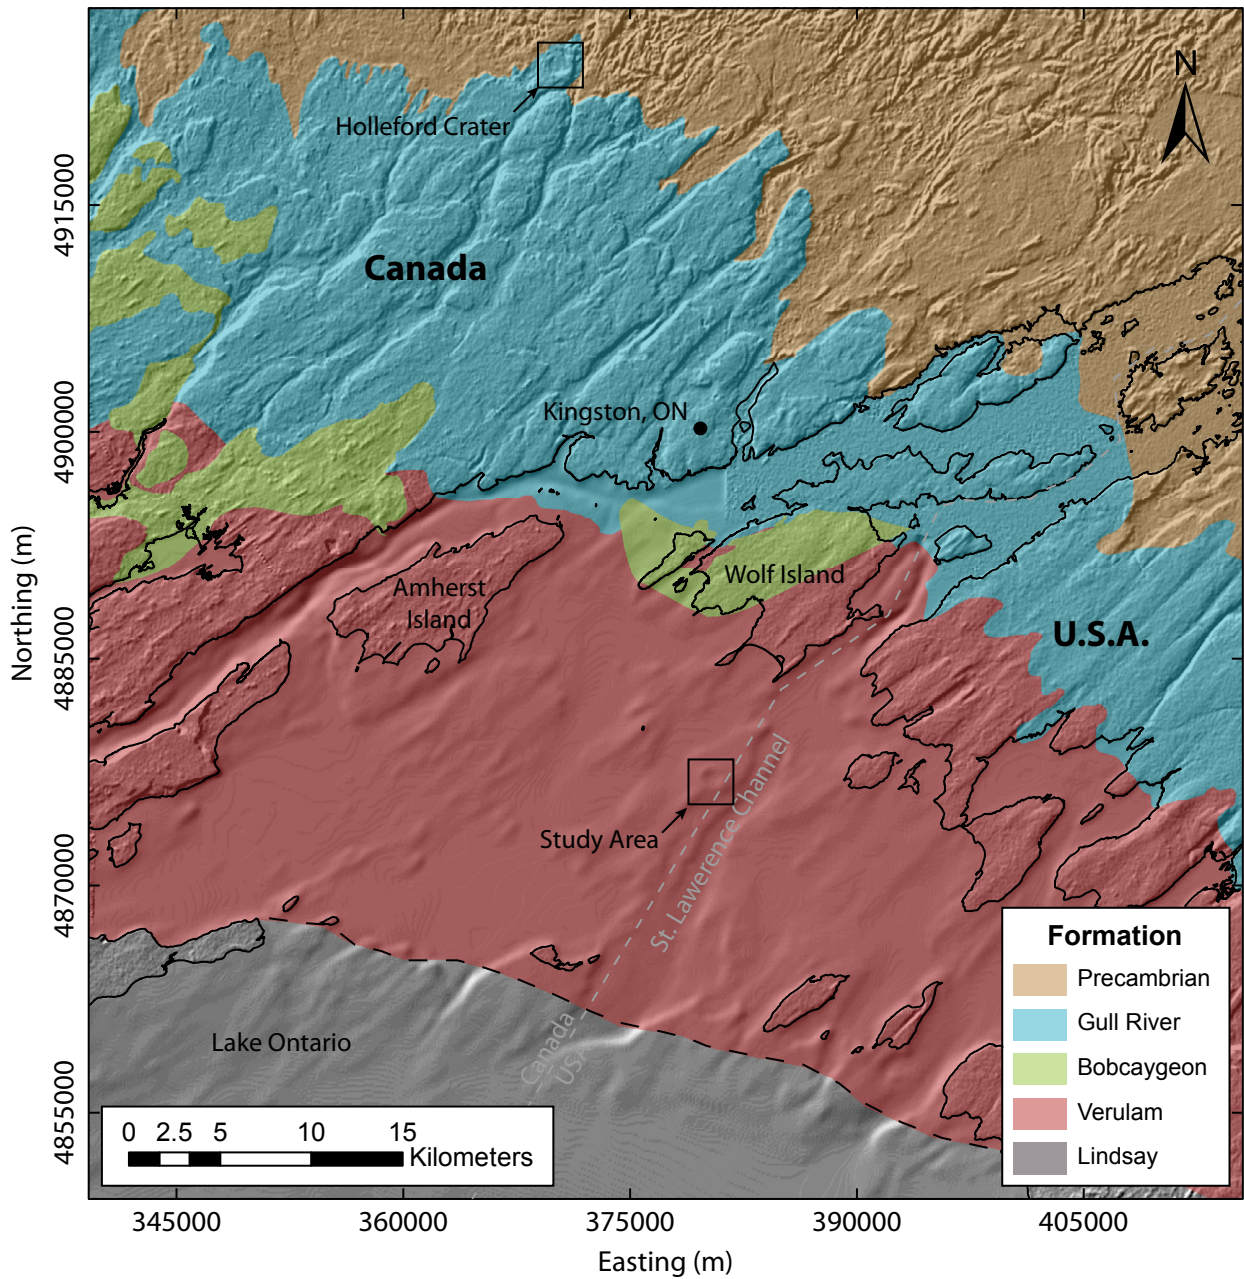 N
Holleford Crater
4915000
Canada
Kingston, ON
4900000
Wolf Island
Amherst
Island
U.S.A.
Northing (m)
4885000
St. Lawerence Channel
Study Area
4870000
Formation
Precambrian
Gull River
Bobcaygeon
Verulam
Lindsay
Canada
USA
Lake Ontario
4855000
0 2.5 5 10 15
Kilometers
345000 360000 375000 390000 405000
Easting (m)